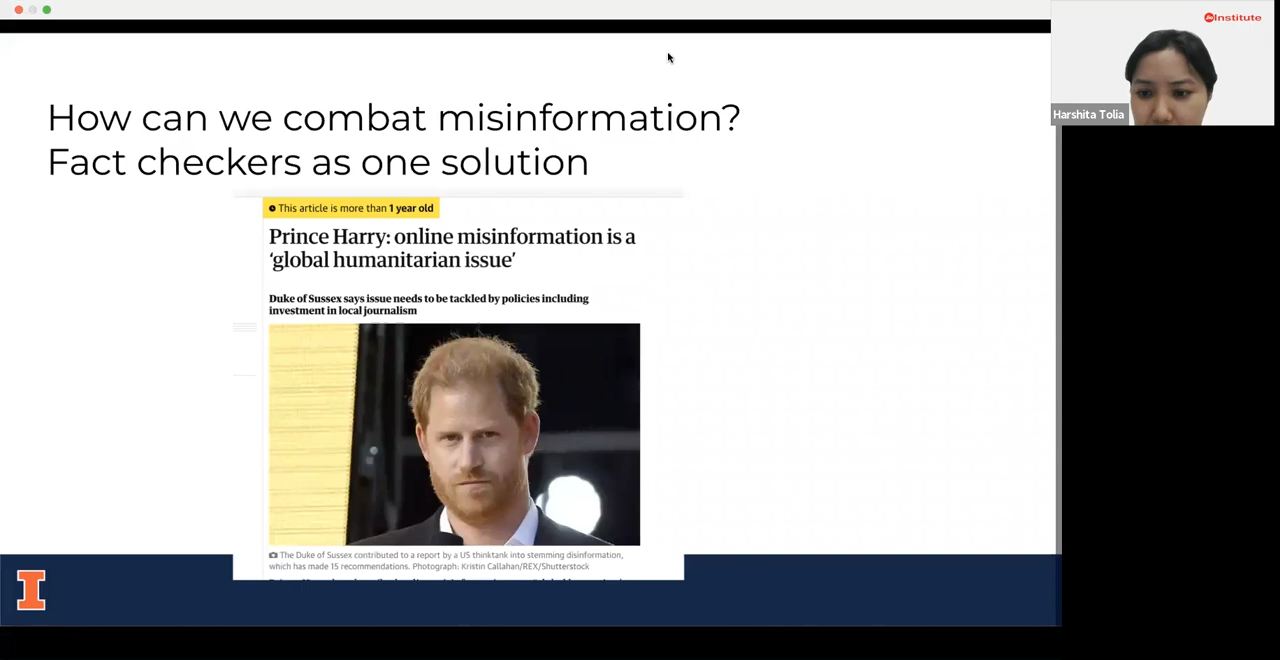 How can we combat misinformation?
Fact checkers as one solution
This article is more than 1 year old
Prince Harry: online misinformation is a
‘global humanitarian issue’
Duke of Sussex says issue needs to be tackled by policies including
investment in local journalism
The Duke of Sussex contributed to a report by a US thinktank into stemming disinformation,
which has made 15 recommendations. Photograph: Kristin Callahan/REX/Shutterstock
Jio Institute
Harshita Tolia
I